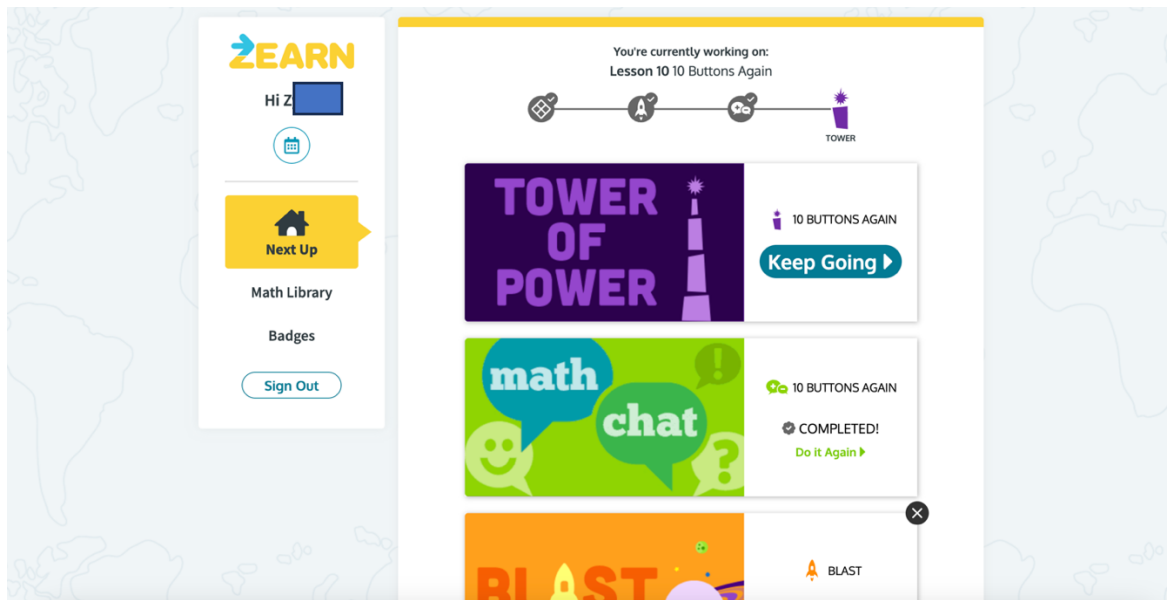 ZEARN
Hi Z
Next Up
Math Library
Badges
Sign Out
You're currently working on:
Lesson 10 10 Buttons Again
TOWER
TOWER
OF
POWER
10 BUTTONS AGAIN
Keep Going
math
chat
10 BUTTONS AGAIN
COMPLETED!
Do it Again
BLAST
BLAST